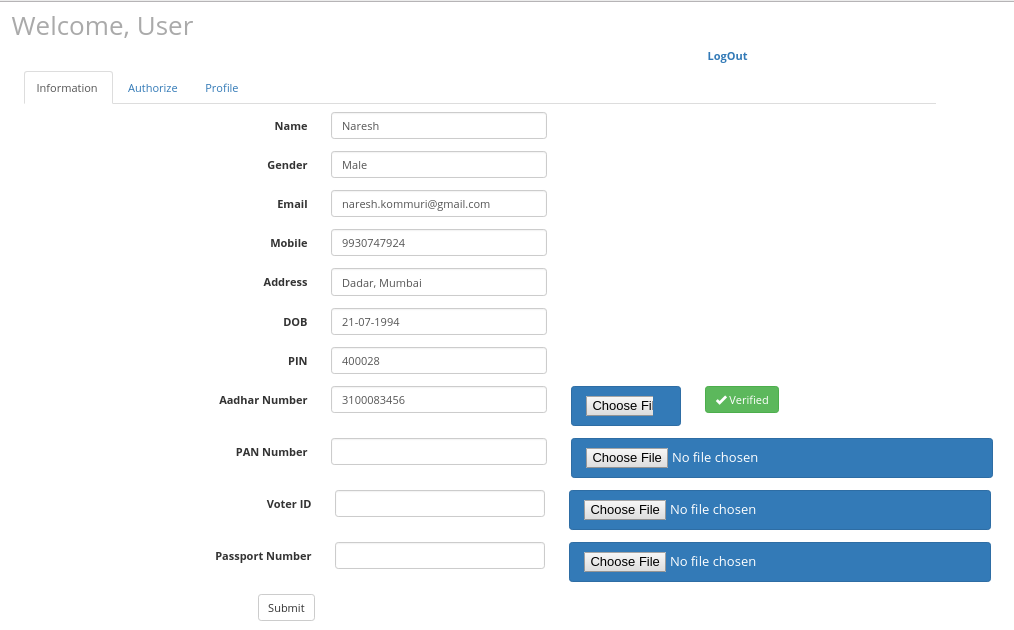 Welcome, User
LogOut
Information Authorize Profile
Name Naresh
Gender Male
Email naresh.kommuri@gmail.com
Mobile 9930747924
Address Dadar, Mumbai
DOB 21-07-1994
PIN 400028
Aadhar Number 3100083456 Choose Fi Verified
PAN Number Choose File No file chosen
Voter ID Choose File No file chosen
Passport Number Choose File No file chosen
Submit